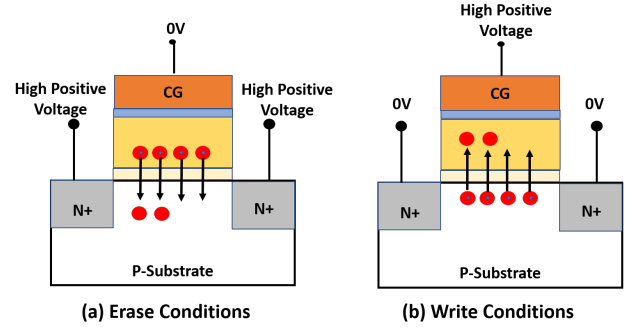 0V
High Positive
Voltage
High Positive
Voltage
CG
N+
N+
P-Substrate
(a) Erase Conditions
High Positive
Voltage
0V
0V
CG
N+
N+
P-Substrate
(b) Write Conditions